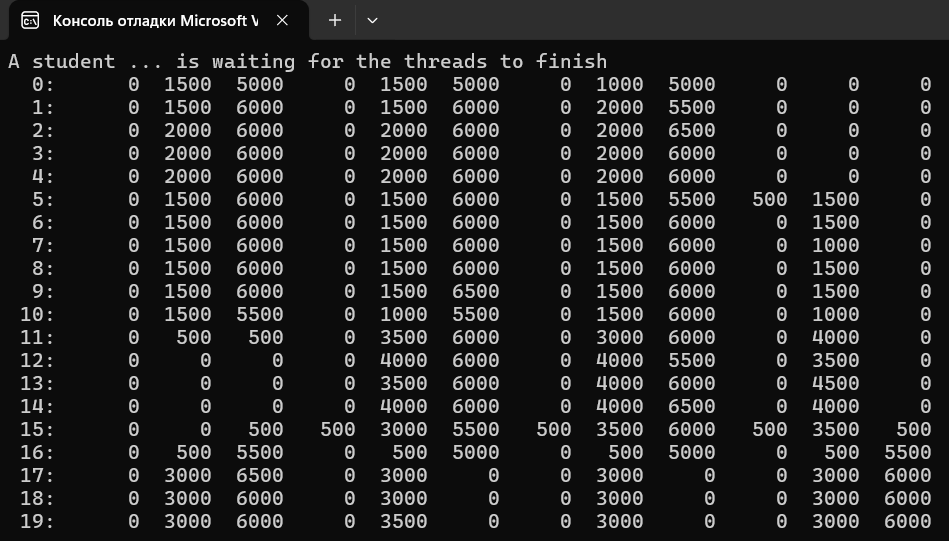 Консоль отладки Microsoft V
A student ... is waiting for the threads to finish
0: 0 1500 5000 0 1500 5000 0 1000 5000 0 0 0
1: 0 1500 6000 0 1500 6000 0 2000 5500 0 0 0
2: 0 2000 6000 0 2000 6000 0 2000 6500 0 0 0
3: 0 2000 6000 0 2000 6000 0 2000 6000 0 0 0
4: 0 2000 6000 0 2000 6000 0 2000 6000 0 0 0
5: 0 1500 6000 0 1500 6000 0 1500 5500 500 1500 0
6: 0 1500 6000 0 1500 6000 0 1500 6000 0 1500 0
7: 0 1500 6000 0 1500 6000 0 1500 6000 0 1000 0
8: 0 1500 6000 0 1500 6000 0 1500 6000 0 1500 0
9: 0 1500 6000 0 1500 6500 0 1500 6000 0 1500 0
10: 0 1500 5500 0 1000 5500 0 1500 6000 0 1000 0
11: 0 500 500 0 3500 6000 0 3000 6000 0 4000 0
12: 0 0 0 0 4000 6000 0 4000 5500 0 3500 0
13: 0 0 0 0 3500 6000 0 4000 6000 0 4500 0
14: 0 0 0 0 4000 6000 0 4000 6500 0 4000 0
15: 0 0 500 500 3000 5500 500 3500 6000 500 3500 500
16: 0 500 5500 0 500 5000 0 500 5000 0 500 5500
17: 0 3000 6500 0 3000 0 0 3000 0 0 3000 6000
18: 0 3000 6000 0 3000 0 0 3000 0 0 3000 6000
19: 0 3000 6000 0 3500 0 0 3000 0 0 3000 6000